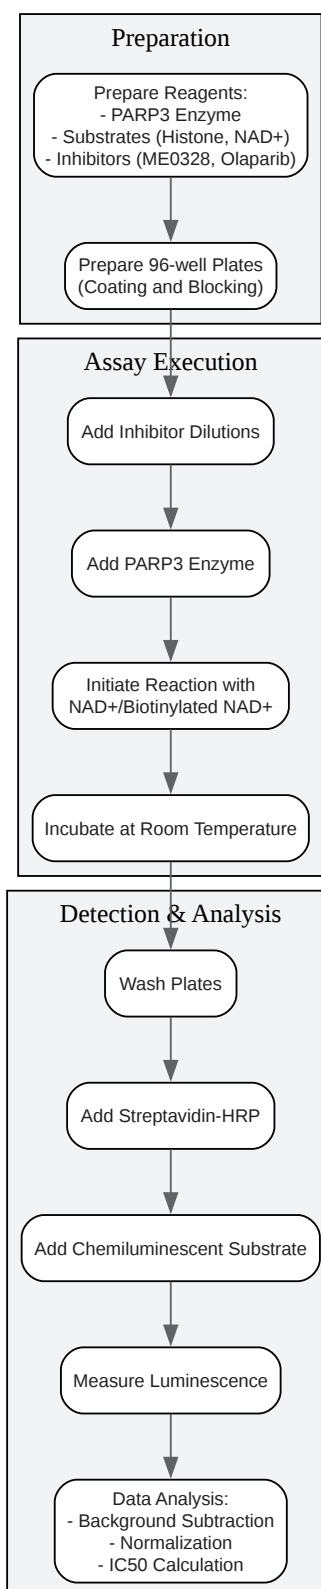 Preparation
Prepare Reagents:
- PARP3 Enzyme
- Substrates (Histone, NAD+)
- Inhibitors (ME0328, Olaparib)
Prepare 96-well Plates
(Coating and Blocking)
Assay Execution
Add Inhibitor Dilutions
Add PARP3 Enzyme
Initiate Reaction with
NAD+/Biotinylated NAD+
Incubate at Room Temperature
Detection & Analysis
Wash Plates
Add Streptavidin-HRP
Add Chemiluminescent Substrate
Measure Luminescence
Data Analysis:
- Background Subtraction
- Normalization
- IC50 Calculation